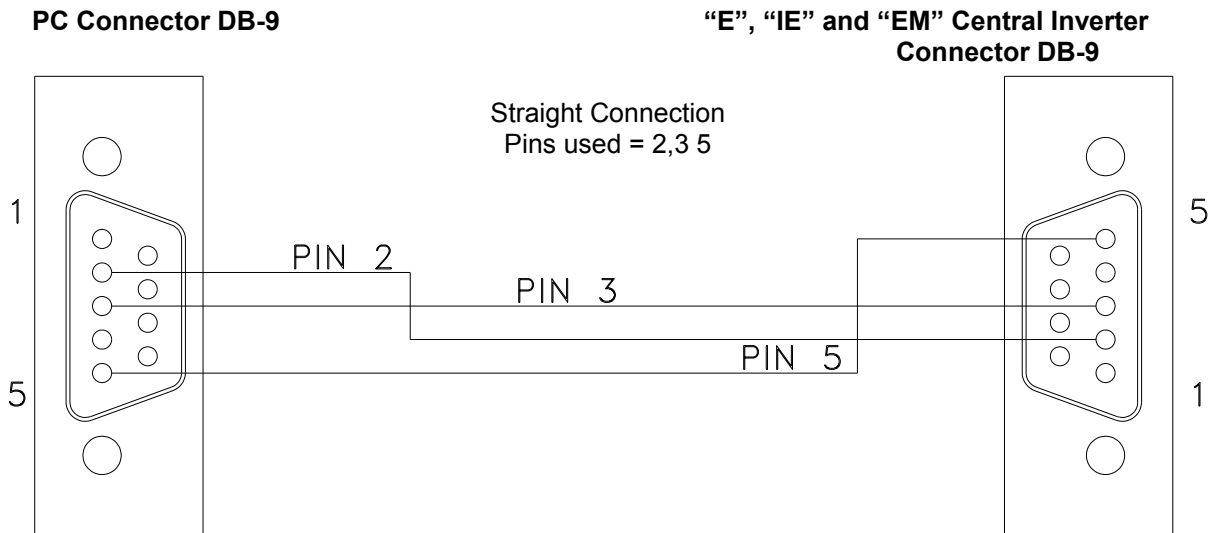 PC Connector DB-9
“E”, “IE” and “EM” Central Inverter
Connector DB-9
Straight Connection
Pins used = 2,3 5
1
5
PIN 2
PIN 3
PIN 5
5
1